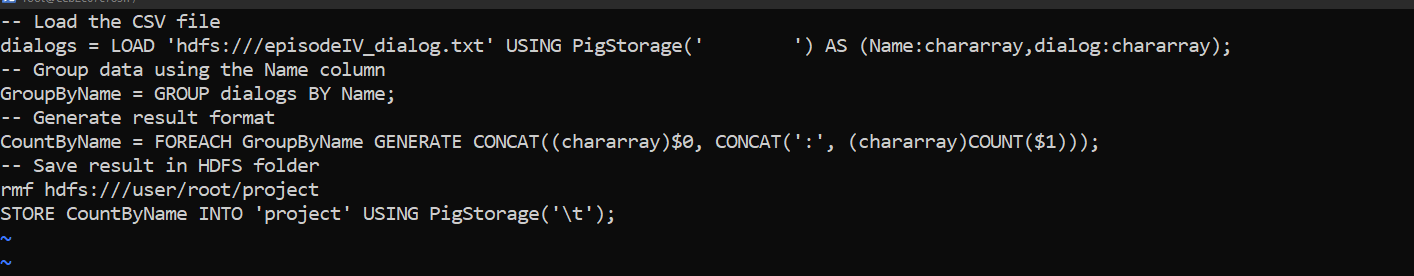 -- Load the CSV file
dialogs = LOAD 'hdfs:///episodeIV_dialog.txt' USING PigStorage('	') AS (Name:chararray,dialog:chararray);
-- Group data using the Name column
GroupByName = GROUP dialogs BY Name;
-- Generate result format
CountByName = FOREACH GroupByName GENERATE CONCAT((chararray)$0, CONCAT(':', (chararray)COUNT($1)));
-- Save result in HDFS folder
rmf hdfs:///user/root/project
STORE CountByName INTO 'project' USING PigStorage('\t');
~
~